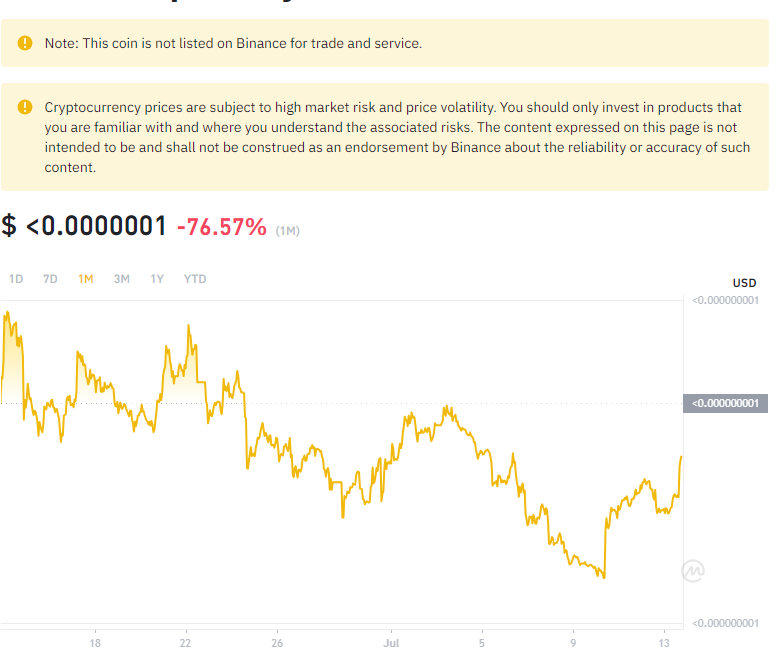 Note: This coin is not listed on Binance for trade and service.
Cryptocurrency prices are subject to high market risk and price volatility. You should only invest in products that
you are familiar with and where you understand the associated risks. The content expressed on this page is not
intended to be and shall not be construed as an endorsement by Binance about the reliability or accuracy of such
content.
$ <0.0000001 -76.57% (1M)
1D 7D 1M 3M 1Y YTD
USD
<0.000000001
<0.000000001
<0.000000001
18 22 26 Jul 5 9 13